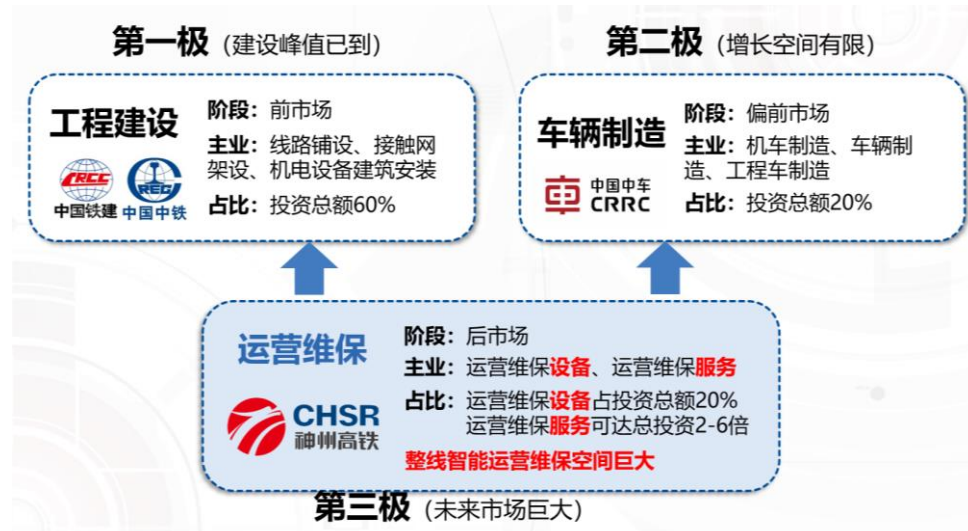 第一极（建设峰值已到）
工程建设
CRCC
中国铁建
CREC
中国中铁
阶段：前市场
主业：线路铺设、接触网
架设、机电设备建筑安装
占比：投资总额60%
第二极（增长空间有限）
车辆制造
中国中车
CRRC
阶段：偏前市场
主业：机车制造、车辆制
造、工程车制造
占比：投资总额20%
运营维保
CHSR
神州高铁
阶段：后市场
主业：运营维保设备、运营维保服务
占比：运营维保设备占投资总额20%
运营维保服务可达总投资2-6倍
整线智能运营维保空间巨大
第三极（未来市场巨大）